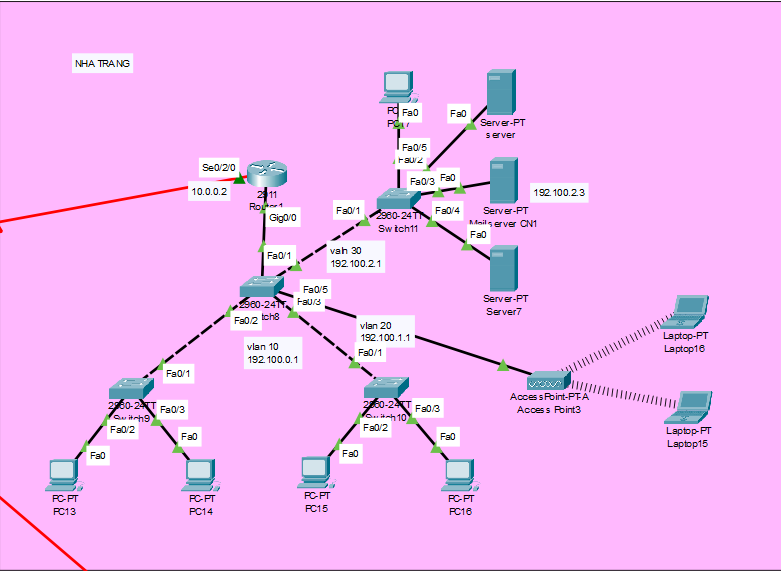 NHA TRANG
Fa0
Fa0
Server-PT
server
Fa0/5
Fa0/2
Se0/2/0
10.0.0.2
2911
Router1
Fa0/3
Fa0
192.100.2.3
Fa0/1
2960-24TT
Switch11
Fa0/4
Server-PT
Mailserver CN1
Gig0/0
Fa0
valn 30
192.100.2.1
Fa0/1
Server-PT
Server7
Fa0/5
Fa0/3
2960-24TT
Fa0/2
vlan 20
192.100.1.1
Laptop-PT
Laptop16
vlan 10
192.100.0.1
Fa0/1
Fa0/1
AccessPoint-PT-A
Access Point3
2960-24TT
Switch9
Fa0/3
Fa0/2
2960-24TT
Switch10
Fa0/3
Fa0/2
Laptop-PT
Laptop15
Fa0
Fa0
Fa0
Fa0
PC-PT
PC13
PC-PT
PC14
PC-PT
PC15
PC-PT
PC16